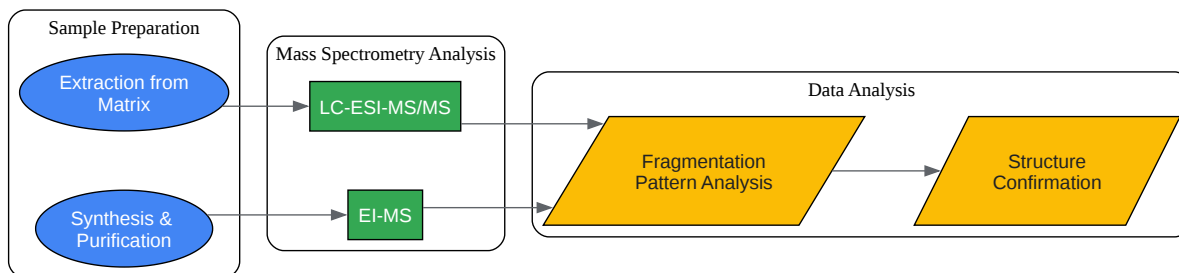 Sample Preparation
Extraction from
Matrix
Synthesis &
Purification
Mass Spectrometry Analysis
LC-ESI-MS/MS
EI-MS
Data Analysis
Fragmentation
Pattern Analysis
Structure
Confirmation